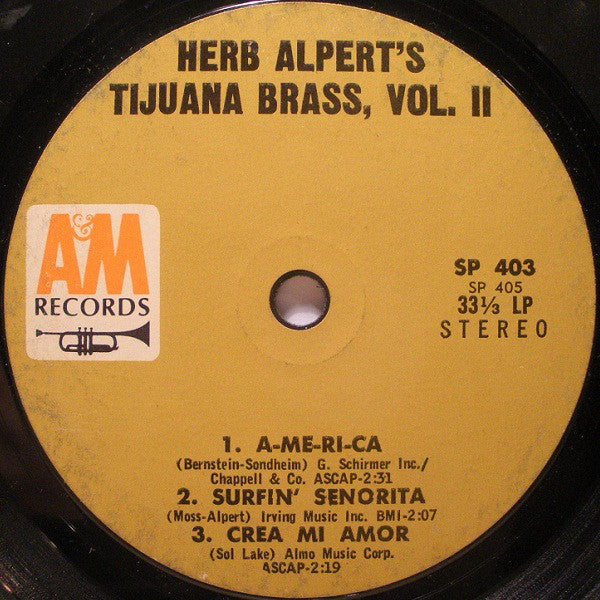 HERB ALPERT'S
TIJUANA BRASS, VOL. II
A&M
RECORDS
SP 403
SP 405
33⅓ LP
STEREO
1. A-ME-RI-CA
(Bernstein-Sondheim) G. Schirmer Inc./
Chappell & Co. ASCAP-2:31
2. SURFIN' SENORITA
(Moss-Alpert) Irving Music Inc. BMI-2:07
3. CREA MI AMOR
(Sol Lake) Almo Music Corp.
ASCAP-2:19